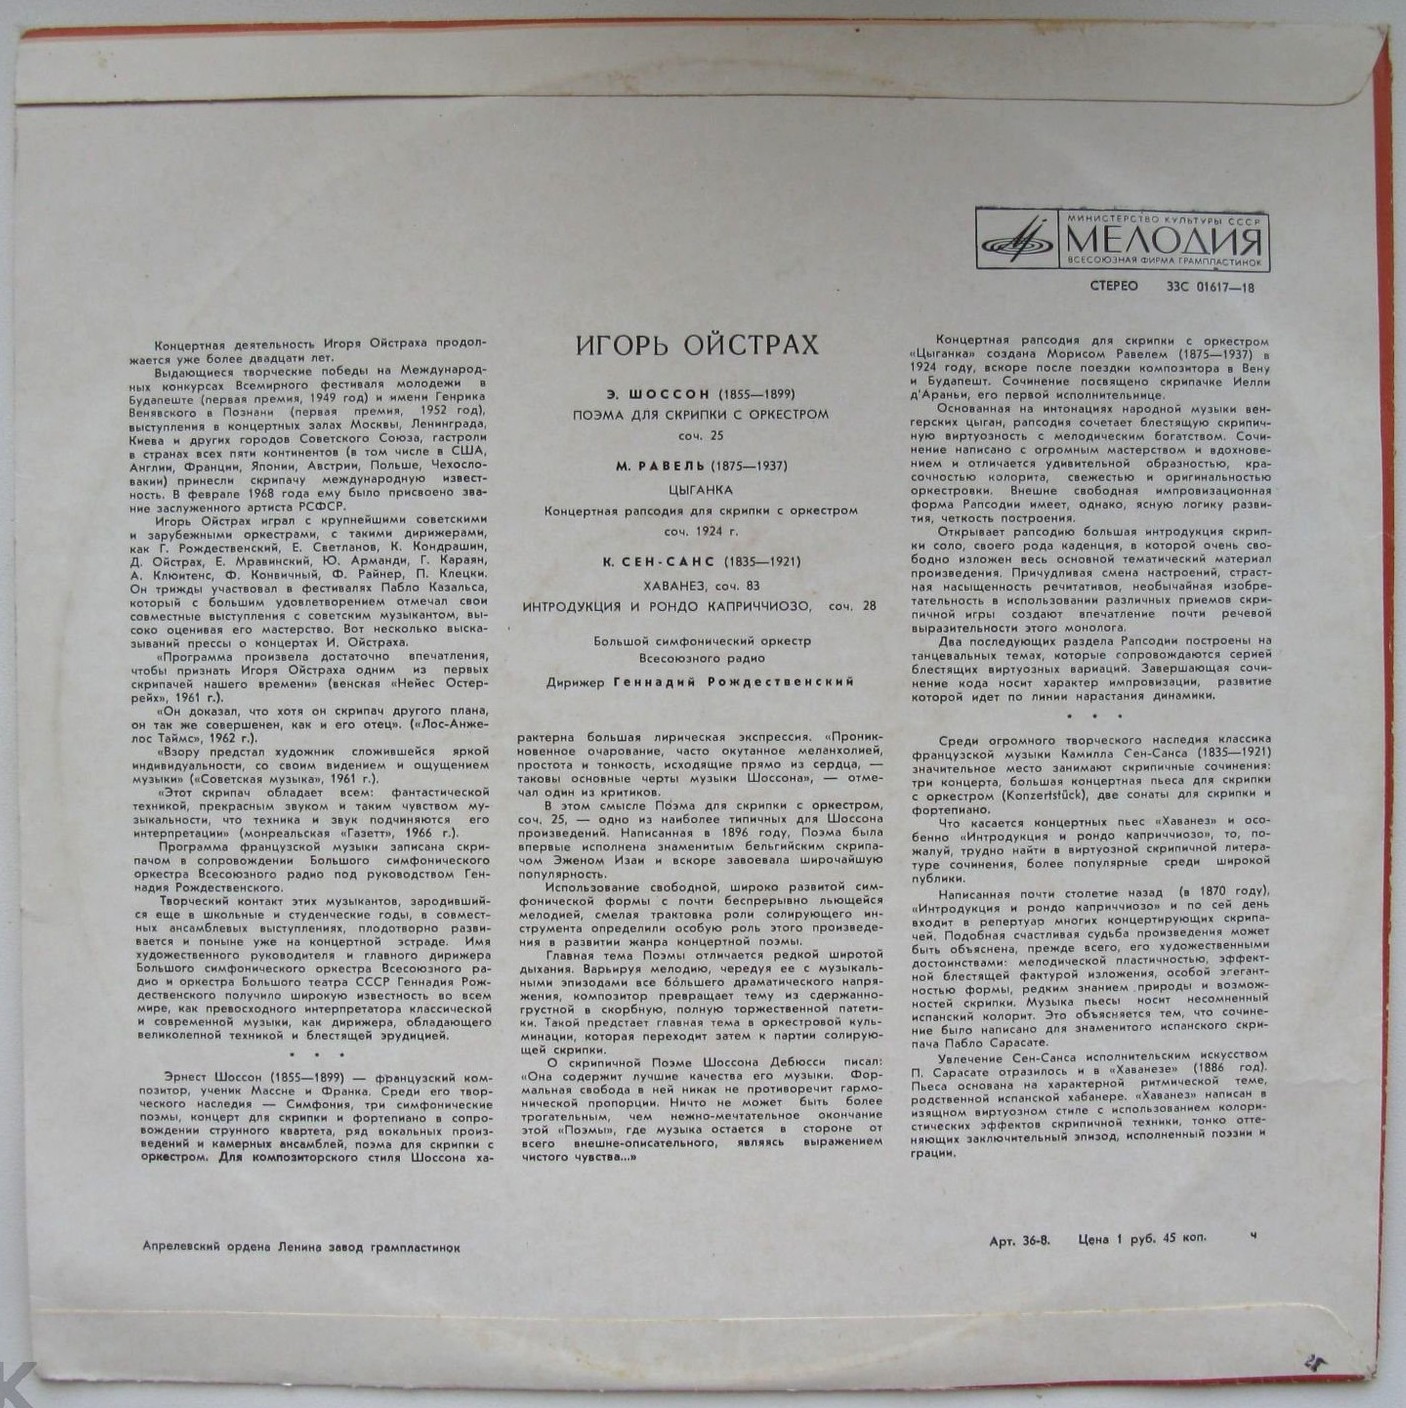 МИНИСТЕРСТВО КУЛЬТУРЫ СССР
МЕЛОДИЯ
ВСЕСОЮЗНАЯ ФИРМА ГРАМПЛАСТИНОК
СТЕРЕО 33С 01617—18
Концертная деятельность Игоря Ойстраха продол-
жается уже более двадцати лет.
Выдающиеся творческие победы на Международ-
ных конкурсах Всемирного фестиваля молодежи в
Будапеште (первая премия, 1949 год) и имени Генрика
Венявского в Познани (первая премия, 1952 год),
выступления в концертных залах Москвы, Ленинграда,
Киева и других городов Советского Союза, гастроли
в странах всех пяти континентов (в том числе в США,
Англии, Франции, Японии, Австрии, Польше, Чехосло-
вакии) принесли скрипачу международную извест-
ность. В феврале 1968 года ему было присвоено зва-
ние заслуженного артиста РСФСР.
Игорь Ойстрах играл с крупнейшими советскими
и зарубежными оркестрами, с такими дирижерами,
как Г. Рождественский, Е. Светланов, К. Кондрашин,
Д. Ойстрах, Е. Мравинский, Ю. Арманди, Г. Караян,
А. Клюитенс, Ф. Конвичный, Ф. Райнер, П. Клецки.
Он трижды участвовал в фестивалях Пабло Казальса,
который с большим удовлетворением отмечал свои
совместные выступления с советским музыкантом, вы-
соко оценивая его мастерство. Вот несколько выска-
зываний прессы о концертах И. Ойстраха.
«Программа произвела достаточно впечатления,
чтобы признать Игоря Ойстраха одним из первых
скрипачей нашего времени» (венская «Нейес Остер-
рейх», 1961 г.).
«Он доказал, что хотя он скрипач другого плана,
он так же совершенен, как и его отец». («Лос-Анже-
лос Таймс», 1962 г.).
«Взору предстал художник сложившейся яркой
индивидуальности, со своим видением и ощущением
музыки» («Советская музыка», 1961 г.).
«Этот скрипач обладает всем: фантастической
техникой, прекрасным звуком и таким чувством му-
зыкальности, что техника и звук подчиняются его
интерпретации» (монреальская «Газетт», 1966 г.).
Программа французской музыки записана скри-
пачом в сопровождении Большого симфонического
оркестра Всесоюзного радио под руководством Ген-
надия Рождественского.
Творческий контакт этих музыкантов, зародивший-
ся еще в школьные и студенческие годы, в совмест-
ных ансамблевых выступлениях, плодотворно разви-
вается и поныне уже на концертной эстраде. Имя
художественного руководителя и главного дирижера
Большого симфонического оркестра Всесоюзного ра-
дио и оркестра Большого театра СССР Геннадия Рож-
дественского получило широкую известность во всем
мире, как превосходного интерпретатора классической
и современной музыки, как дирижера, обладающего
великолепной техникой и блестящей эрудицией.
* * *
Эрнест Шоссон (1855—1899) — французский ком-
позитор, ученик Массне и Франка. Среди его твор-
ческого наследия — Симфония, три симфонические
поэмы, концерт для скрипки и фортепиано в сопро-
вождении струнного квартета, ряд вокальных произ-
ведений и камерных ансамблей, поэма для скрипки с
оркестром. Для композиторского стиля Шоссона ха-
ИГОРЬ ОЙСТРАХ
Э. ШОССОН (1855—1899)
ПОЭМА ДЛЯ СКРИПКИ С ОРКЕСТРОМ
соч. 25
М. РАВЕЛЬ (1875—1937)
ЦЫГАНКА
Концертная рапсодия для скрипки с оркестром
соч. 1924 г.
К. СЕН-САНС (1835—1921)
ХАВАНЕЗ, соч. 83
ИНТРОДУКЦИЯ И РОНДО КАПРИЧЧИОЗО, соч. 28
Большой симфонический оркестр
Всесоюзного радио
Дирижер Геннадий Рождественский
рактерна большая лирическая экспрессия. «Проник-
новенное очарование, часто окутанное меланхолией,
простота и тонкость, исходящие прямо из сердца, —
таковы основные черты музыки Шоссона», — отме-
чал один из критиков.
В этом смысле Поэма для скрипки с оркестром,
соч. 25, — одно из наиболее типичных для Шоссона
произведений. Написанная в 1896 году, Поэма была
впервые исполнена знаменитым бельгийским скрипа-
чом Эженом Изаи и вскоре завоевала широчайшую
популярность.
Использование свободной, широко развитой сим-
фонической формы с почти беспрерывно льющейся
мелодией, смелая трактовка роли солирующего ин-
струмента определили особую роль этого произведе-
ния в развитии жанра концертной поэмы.
Главная тема Поэмы отличается редкой широтой
дыхания. Варьируя мелодию, чередуя ее с музыкаль-
ными эпизодами все бо́льшего драматического напря-
жения, композитор превращает тему из сдержанно-
грустной в скорбную, полную торжественной патети-
ки. Такой предстает главная тема в оркестровой куль-
минации, которая переходит затем к партии солирую-
щей скрипки.
О скрипичной Поэме Шоссона Дебюсси писал:
«Она содержит лучшие качества его музыки. Фор-
мальная свобода в ней никак не противоречит гармо-
нической пропорции. Ничто не может быть более
трогательным, чем нежно-мечтательное окончание
этой «Поэмы», где музыка остается в стороне от
всего внешне-описательного, являясь выражением
чистого чувства...»
Концертная рапсодия для скрипки с оркестром
«Цыганка» создана Морисом Равелем (1875—1937) в
1924 году, вскоре после поездки композитора в Вену
и Будапешт. Сочинение посвящено скрипачке Иелли
д'Араньи, его первой исполнительнице.
Основанная на интонациях народной музыки вен-
герских цыган, рапсодия сочетает блестящую скрипич-
ную виртуозность с мелодическим богатством. Сочи-
нение написано с огромным мастерством и вдохнове-
нием и отличается удивительной образностью, кра-
сочностью колорита, свежестью и оригинальностью
оркестровки. Внешне свободная импровизационная
форма Рапсодии имеет, однако, ясную логику разви-
тия, четкость построения.
Открывает рапсодию большая интродукция скрип-
ки соло, своего рода каденция, в которой очень сво-
бодно изложен весь основной тематический материал
произведения. Причудливая смена настроений, страст-
ная насыщенность речитативов, необычайная изобре-
тательность в использовании различных приемов скри-
пичной игры создают впечатление почти речевой
выразительности этого монолога.
Два последующих раздела Рапсодии построены на
танцевальных темах, которые сопровождаются серией
блестящих виртуозных вариаций. Завершающая сочи-
нение кода носит характер импровизации, развитие
которой идет по линии нарастания динамики.
* * *
Среди огромного творческого наследия классика
французской музыки Камилла Сен-Санса (1835—1921)
значительное место занимают скрипичные сочинения:
три концерта, большая концертная пьеса для скрипки
с оркестром (Konzertstück), две сонаты для скрипки и
фортепиано.
Что касается концертных пьес «Хаванез» и осо-
бенно «Интродукция и рондо каприччиозо», то, по-
жалуй, трудно найти в виртуозной скрипичной литера-
туре сочинения, более популярные среди широкой
публики.
Написанная почти столетие назад (в 1870 году),
«Интродукция и рондо каприччиозо» и по сей день
входит в репертуар многих концертирующих скрипа-
чей. Подобная счастливая судьба произведения может
быть объяснена, прежде всего, его художественными
достоинствами: мелодической пластичностью, эффект-
ной блестящей фактурой изложения, особой элегант-
ностью формы, редким знанием природы и возмож-
ностей скрипки. Музыка пьесы носит несомненный
испанский колорит. Это объясняется тем, что сочине-
ние было написано для знаменитого испанского скри-
пача Пабло Сарасате.
Увлечение Сен-Санса исполнительским искусством
П. Сарасате отразилось и в «Хаванезе» (1886 год).
Пьеса основана на характерной ритмической теме,
родственной испанской хабанере. «Хаванез» написан в
изящном виртуозном стиле с использованием колори-
стических эффектов скрипичной техники, тонко отте-
няющих заключительный эпизод, исполненный поэзии и
грации.
Апрелевский ордена Ленина завод грампластинок
Арт. 36-8. Цена 1 руб. 45 коп. ч
25
K